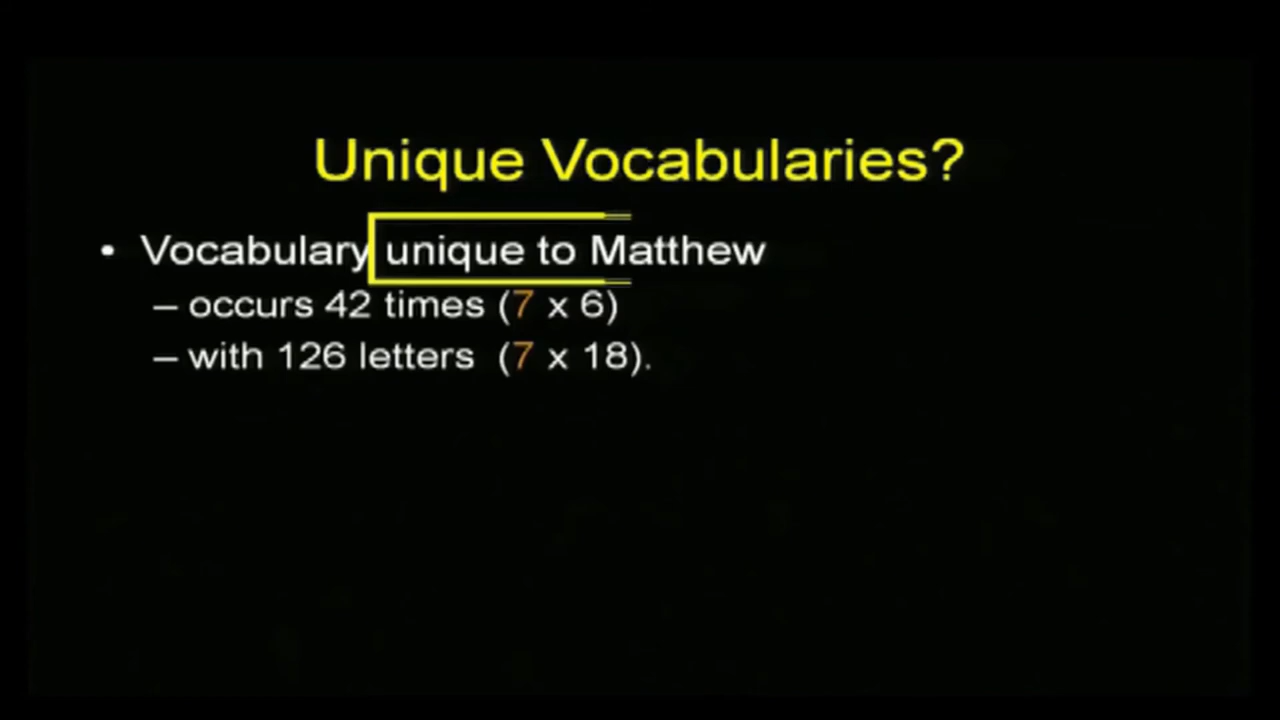 Unique Vocabularies?
• Vocabulary unique to Matthew
– occurs 42 times (7 x 6)
– with 126 letters (7 x 18).